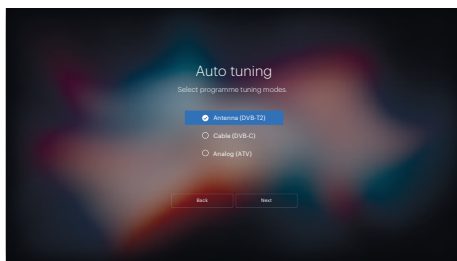 Auto tuning
Select programme tuning modes.
Antenna (DVB-T2)
Cable (DVB-C)
Analog (ATV)
Back Next